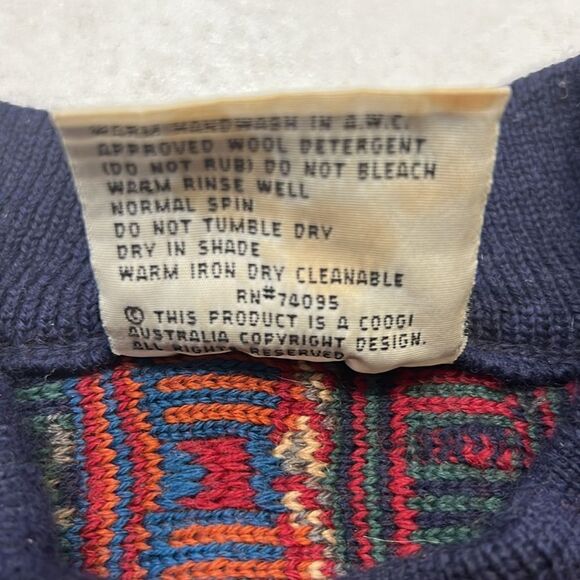 WARM HANDWASH IN A.W.C.
APPROVED WOOL DETERGENT
(DO NOT RUB) DO NOT BLEACH
WARM RINSE WELL
NORMAL SPIN
DO NOT TUMBLE DRY
DRY IN SHADE
WARM IRON DRY CLEANABLE
RN#74095
© THIS PRODUCT IS A COOGI
AUSTRALIA COPYRIGHT DESIGN.
ALL RIGHTS RESERVED